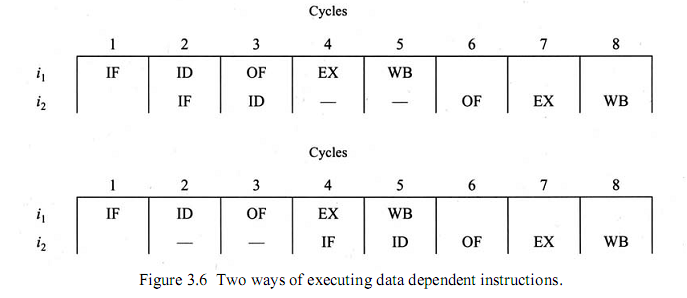 Cycles
1 2 3 4 5 6 7 8
i1 IF ID OF EX WB
i2 IF ID — — OF EX WB
Cycles
1 2 3 4 5 6 7 8
i1 IF ID OF EX WB
i2 — — IF ID OF EX WB
Figure 3.6 Two ways of executing data dependent instructions.